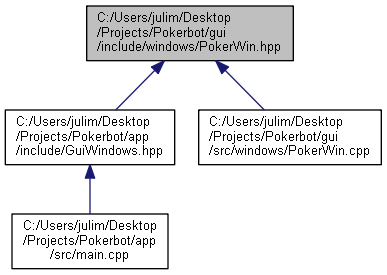 C:/Users/julim/Desktop
/Projects/Pokerbot/gui
/include/windows/PokerWin.hpp
C:/Users/julim/Desktop
/Projects/Pokerbot/app
/include/GuiWindows.hpp
C:/Users/julim/Desktop
/Projects/Pokerbot/gui
/src/windows/PokerWin.cpp
C:/Users/julim/Desktop
/Projects/Pokerbot/app
/src/main.cpp